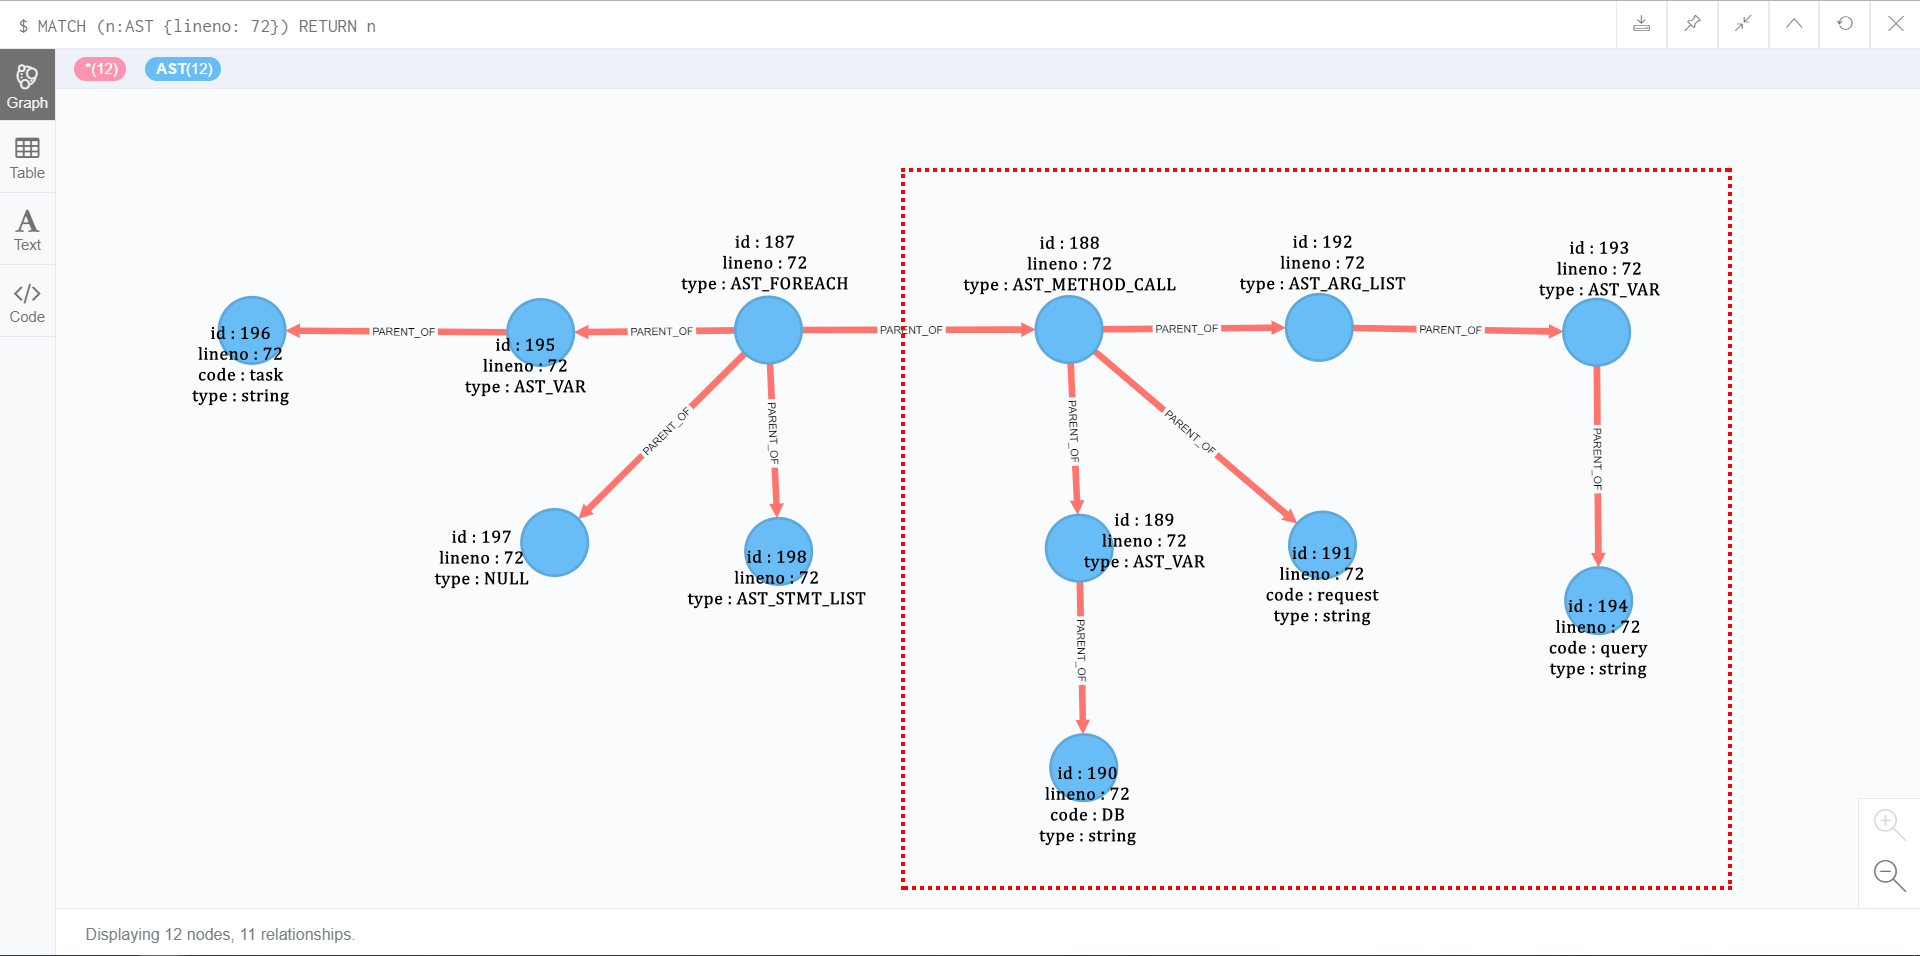 $ MATCH (n:AST {lineno: 72}) RETURN n
*(12)
AST(12)
Graph
Table
Text
Code
id : 187
lineno : 72
type : AST_FOREACH
id : 188
lineno : 72
type : AST_METHOD_CALL
id : 192
lineno : 72
type : AST_ARG_LIST
id : 193
lineno : 72
type : AST_VAR
id : 196
lineno : 72
code : task
type : string
PARENT_OF
id : 195
lineno : 72
type : AST_VAR
PARENT_OF
PARENT_OF
PARENT_OF
PARENT_OF
PARENT_OF
PARENT_OF
PARENT_OF
PARENT_OF
PARENT_OF
id : 197
lineno : 72
type : NULL
id : 198
lineno : 72
type : AST_STMT_LIST
id : 189
lineno : 72
type : AST_VAR
id : 191
lineno : 72
code : request
type : string
id : 194
lineno : 72
code : query
type : string
PARENT_OF
id : 190
lineno : 72
code : DB
type : string
Displaying 12 nodes, 11 relationships.